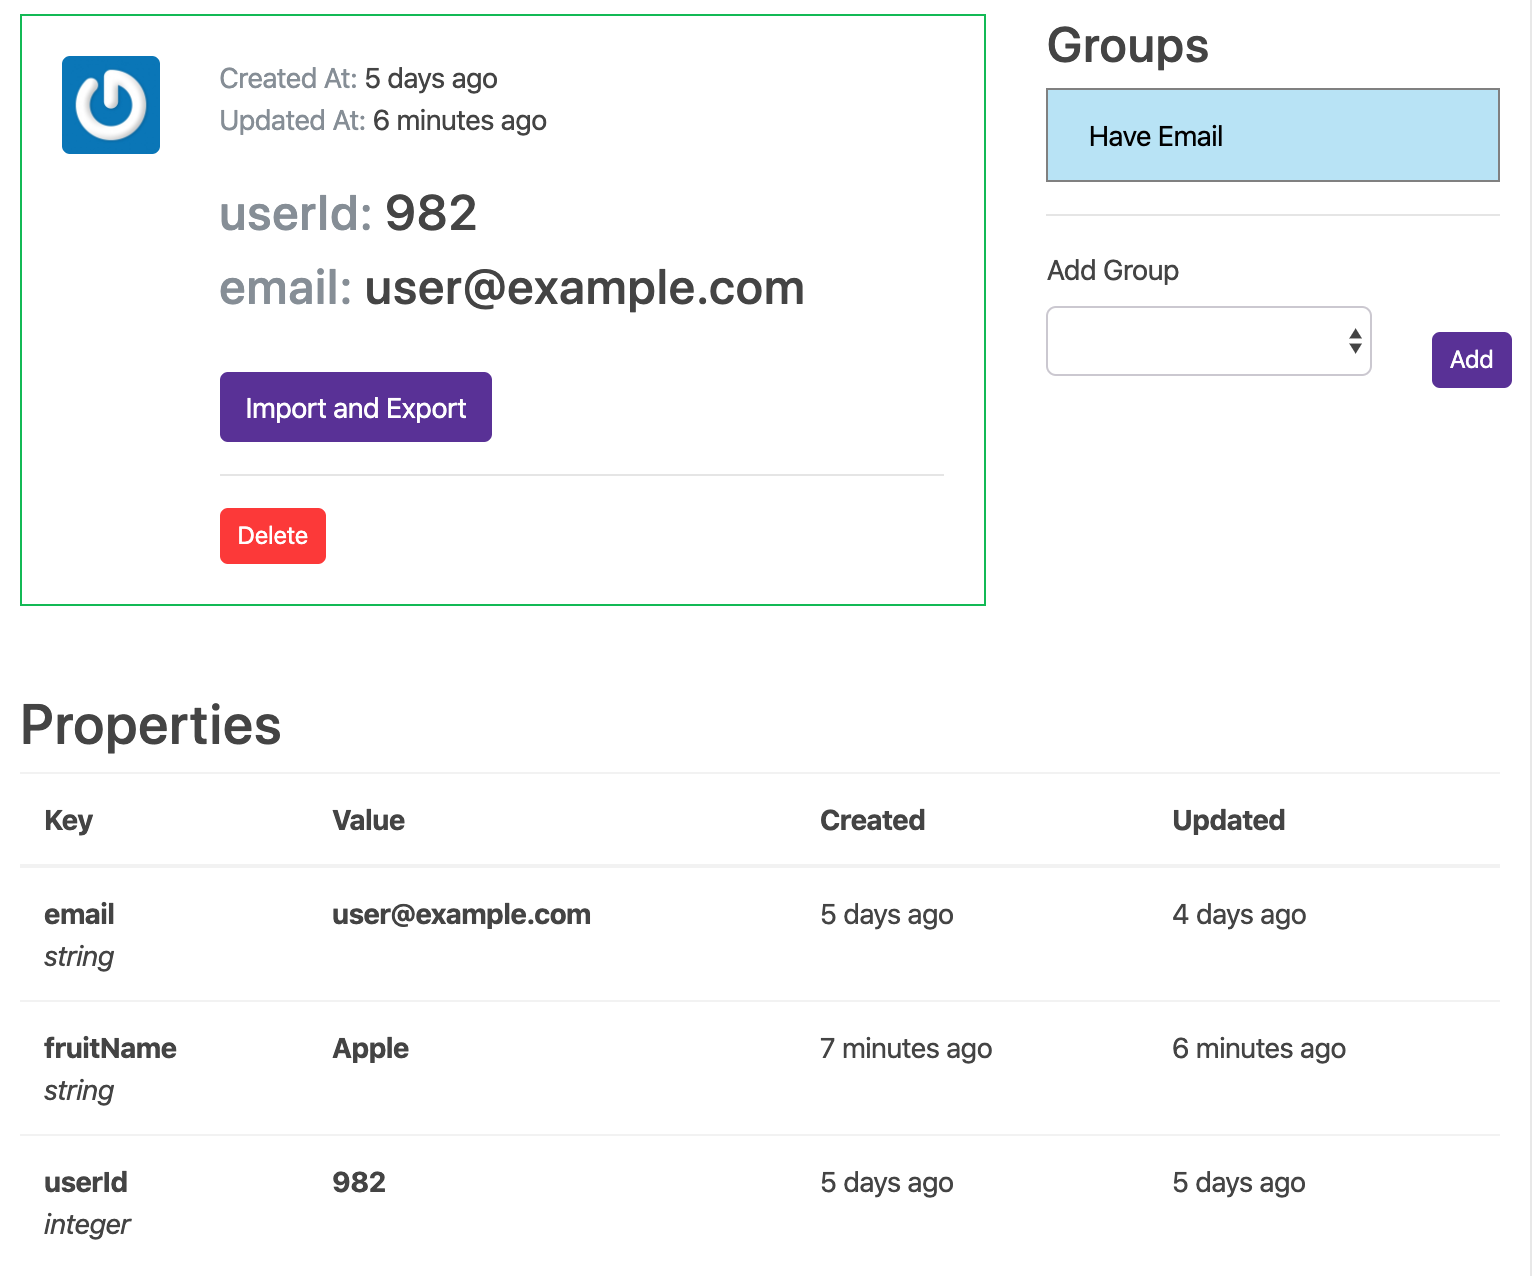 Created At: 5 days ago
Updated At: 6 minutes ago
userId: 982
email: user@example.com
Import and Export
Delete
Groups
Have Email
Add Group
Add
Properties
Key Value Created Updated
email user@example.com 5 days ago 4 days ago
string
fruitName Apple 7 minutes ago 6 minutes ago
string
userId 982 5 days ago 5 days ago
integer